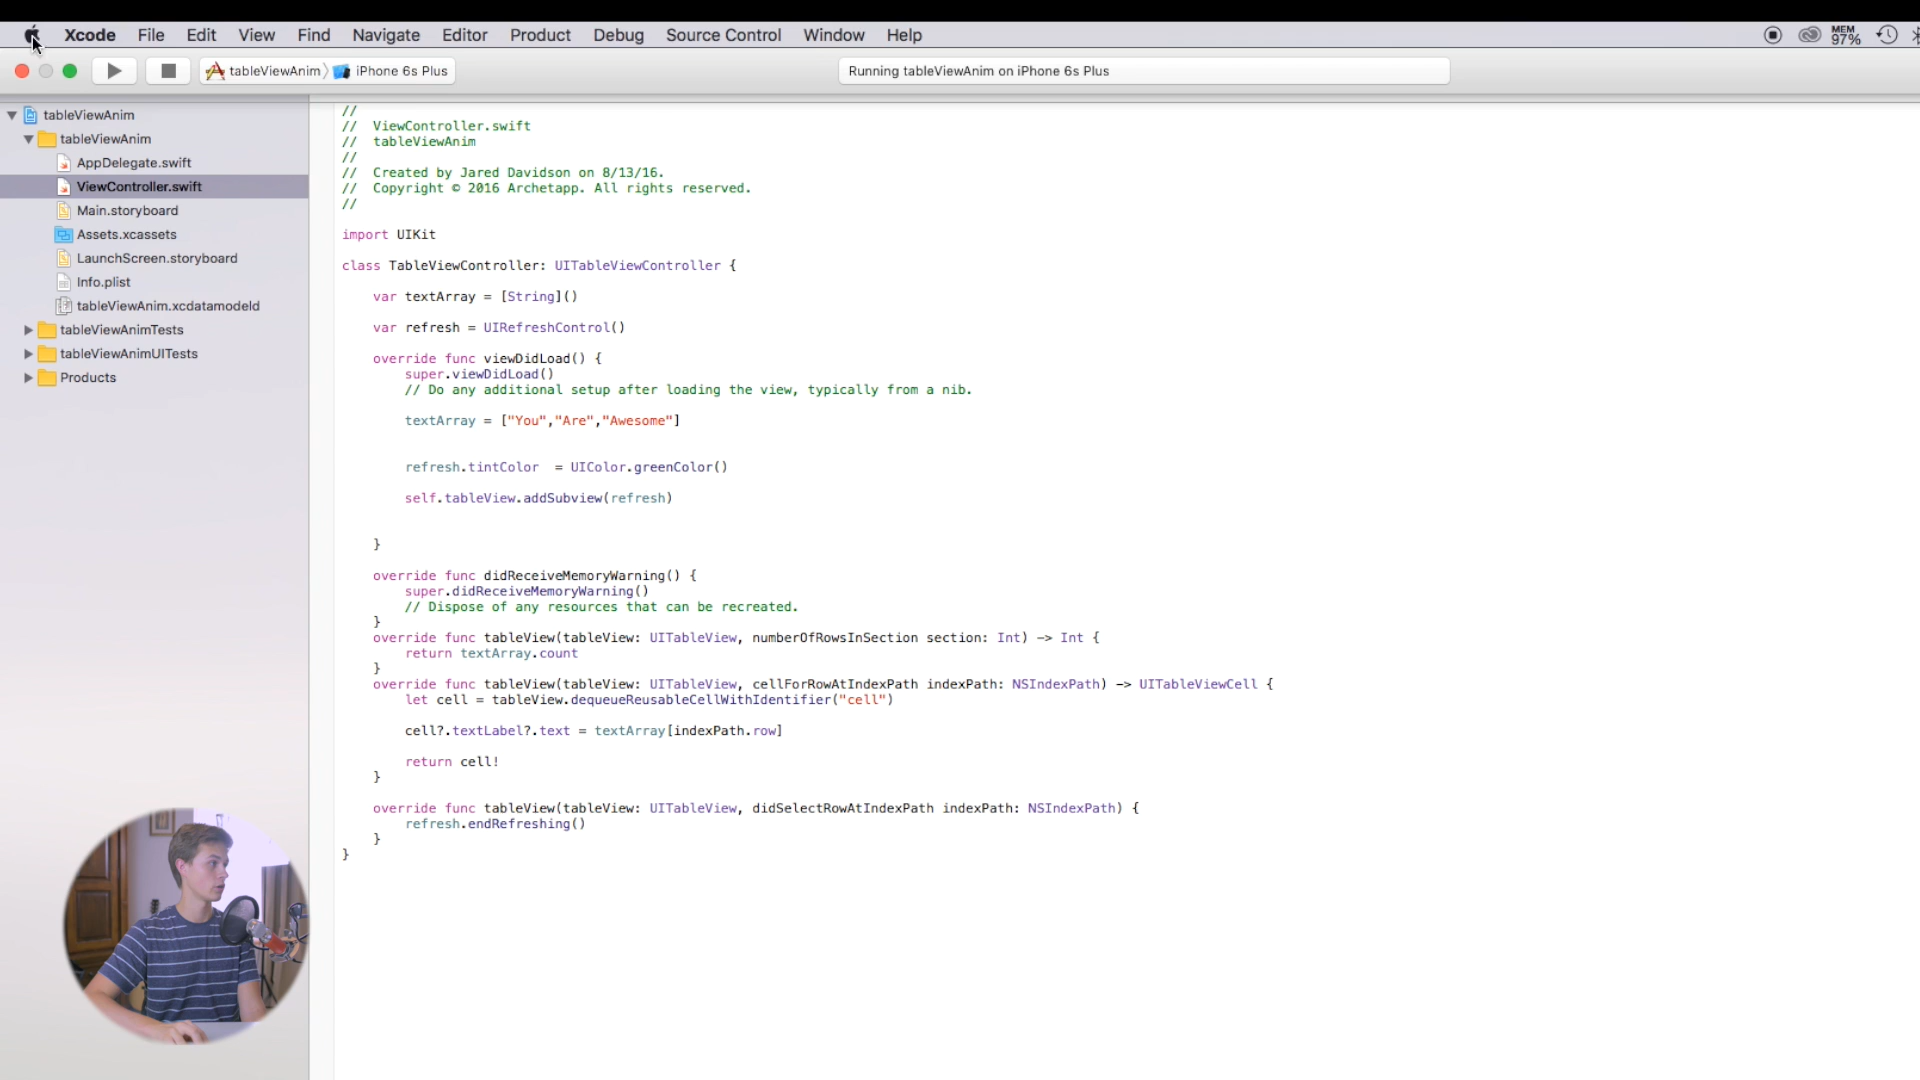 Xcode File Edit View Find Navigate Editor Product Debug Source Control Window Help MEM 97%
tableViewAnim iPhone 6s Plus Running tableViewAnim on iPhone 6s Plus
tableViewAnim
tableViewAnim
AppDelegate.swift
ViewController.swift
Main.storyboard
Assets.xcassets
LaunchScreen.storyboard
Info.plist
tableViewAnim.xcdatamodeld
tableViewAnimTests
tableViewAnimUITests
Products
//
// ViewController.swift
// tableViewAnim
//
// Created by Jared Davidson on 8/13/16.
// Copyright © 2016 Archetapp. All rights reserved.
//
import UIKit
class TableViewController: UITableViewController {
var textArray = [String]()
var refresh = UIRefreshControl()
override func viewDidLoad() {
super.viewDidLoad()
// Do any additional setup after loading the view, typically from a nib.
textArray = ["You","Are","Awesome"]
refresh.tintColor  = UIColor.greenColor()
self.tableView.addSubview(refresh)
}
override func didReceiveMemoryWarning() {
super.didReceiveMemoryWarning()
// Dispose of any resources that can be recreated.
}
override func tableView(tableView: UITableView, numberOfRowsInSection section: Int) -> Int {
return textArray.count
}
override func tableView(tableView: UITableView, cellForRowAtIndexPath indexPath: NSIndexPath) -> UITableViewCell {
let cell = tableView.dequeueReusableCellWithIdentifier("cell")
cell?.textLabel?.text = textArray[indexPath.row]
return cell!
}
override func tableView(tableView: UITableView, didSelectRowAtIndexPath indexPath: NSIndexPath) {
refresh.endRefreshing()
}
}